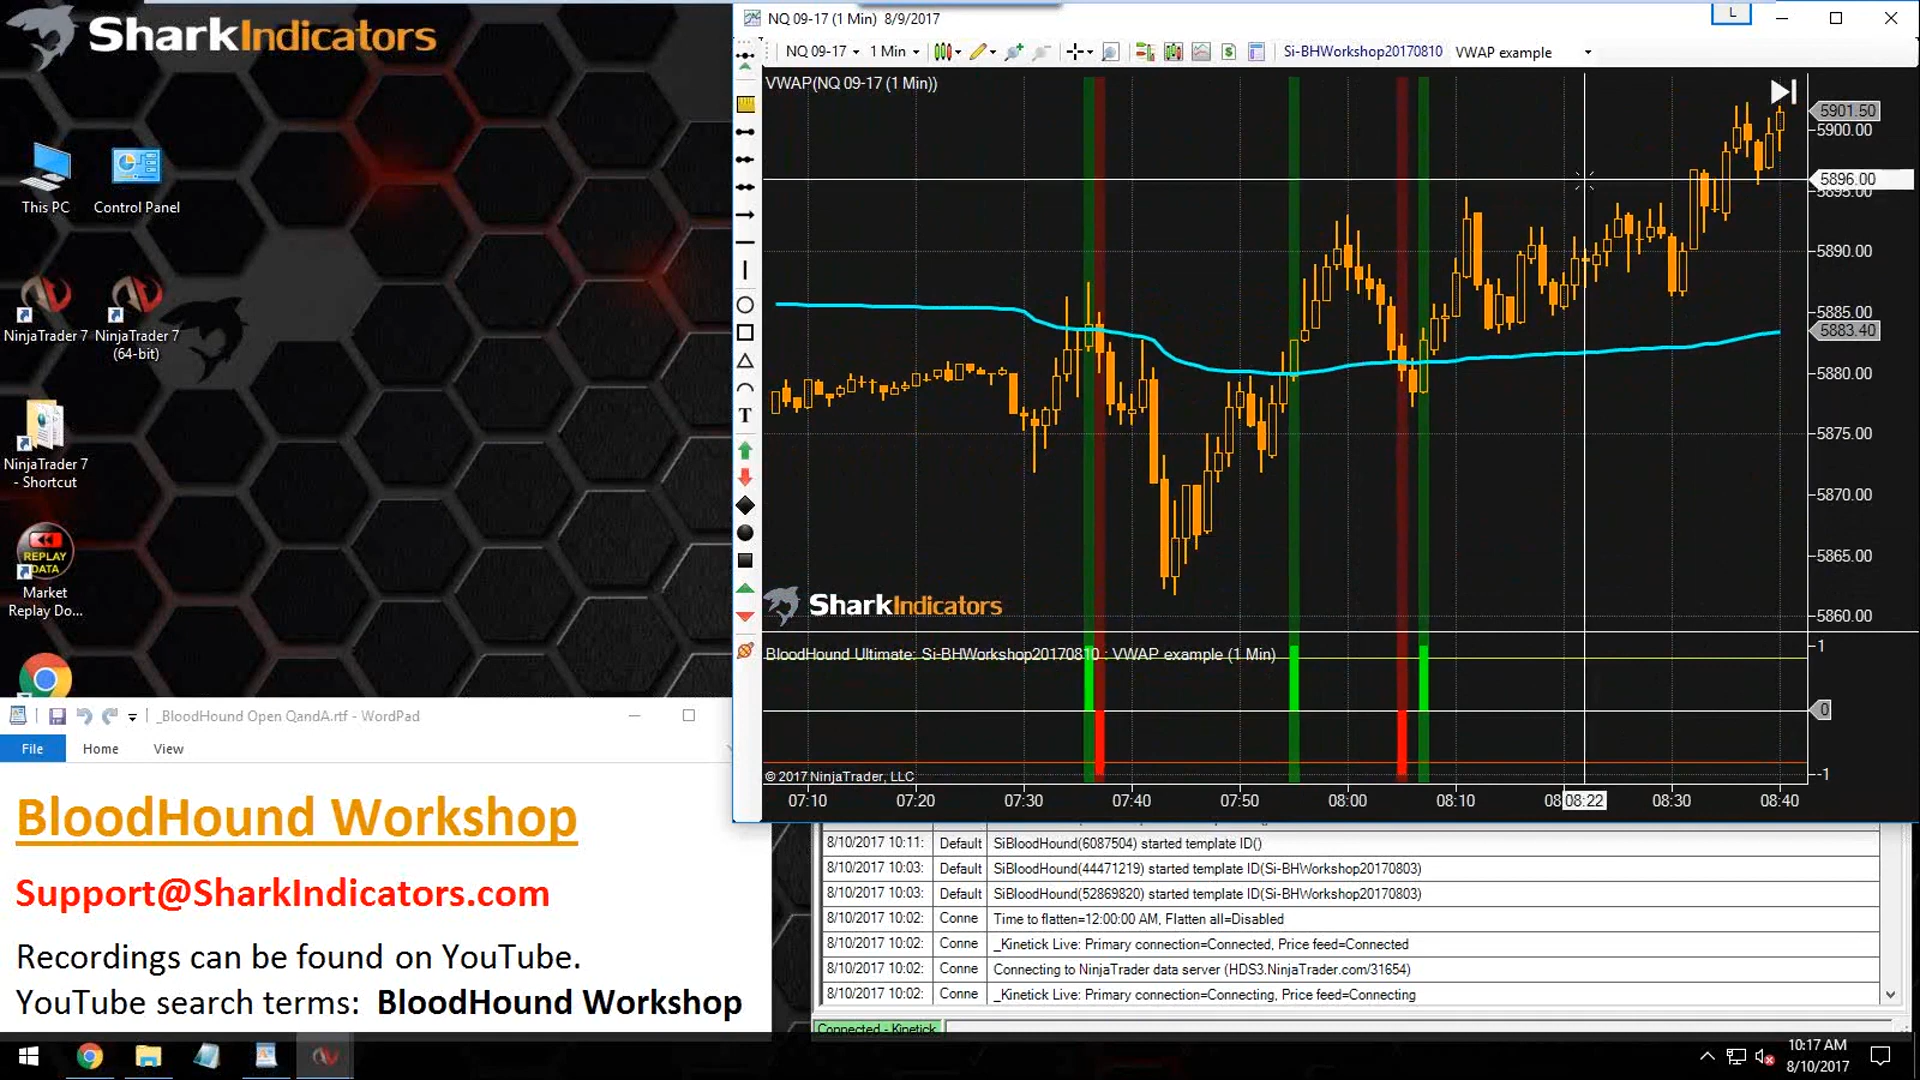 SharkIndicators
This PC
Control Panel
NinjaTrader 7
NinjaTrader 7
(64-bit)
NinjaTrader 7
- Shortcut
REPLAY
DATA
Market
Replay Do...
NQ 09-17 (1 Min) 8/9/2017
L
NQ 09-17
1 Min
Si-BHWorkshop20170810
VWAP example
VWAP(NQ 09-17 (1 Min))
T
5901.50
5900.00
5896.00
5890.00
5885.00
5883.40
5880.00
5875.00
5870.00
5865.00
5860.00
SharkIndicators
BloodHound Ultimate: Si-BHWorkshop20170810 : VWAP example (1 Min)
1
0
-1
© 2017 NinjaTrader, LLC
07:10
07:20
07:30
07:40
07:50
08:00
08:10
08:22
08:30
08:40
_BloodHound Open QandA.rtf - WordPad
File
Home
View
BloodHound Workshop
Support@SharkIndicators.com
Recordings can be found on YouTube.
YouTube search terms: BloodHound Workshop
8/10/2017 10:11: Default SiBloodHound(6087504) started template ID()
8/10/2017 10:03: Default SiBloodHound(44471219) started template ID(Si-BHWorkshop20170803)
8/10/2017 10:03: Default SiBloodHound(52869820) started template ID(Si-BHWorkshop20170803)
8/10/2017 10:02: Conne Time to flatten=12:00:00 AM, Flatten all=Disabled
8/10/2017 10:02: Conne _Kinetick Live: Primary connection=Connected, Price feed=Connected
8/10/2017 10:02: Conne Connecting to NinjaTrader data server (HDS3.NinjaTrader.com/31654)
8/10/2017 10:02: Conne _Kinetick Live: Primary connection=Connecting, Price feed=Connecting
Connected - Kinetick
10:17 AM
8/10/2017